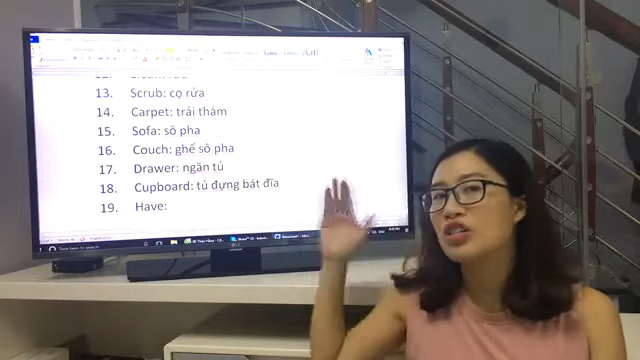 13. Scrub: cọ rửa
14. Carpet: trái thảm
15. Sofa: sô pha
16. Couch: ghế sô pha
17. Drawer: ngăn tủ
18. Cupboard: tủ đựng bát đĩa
19. Have: